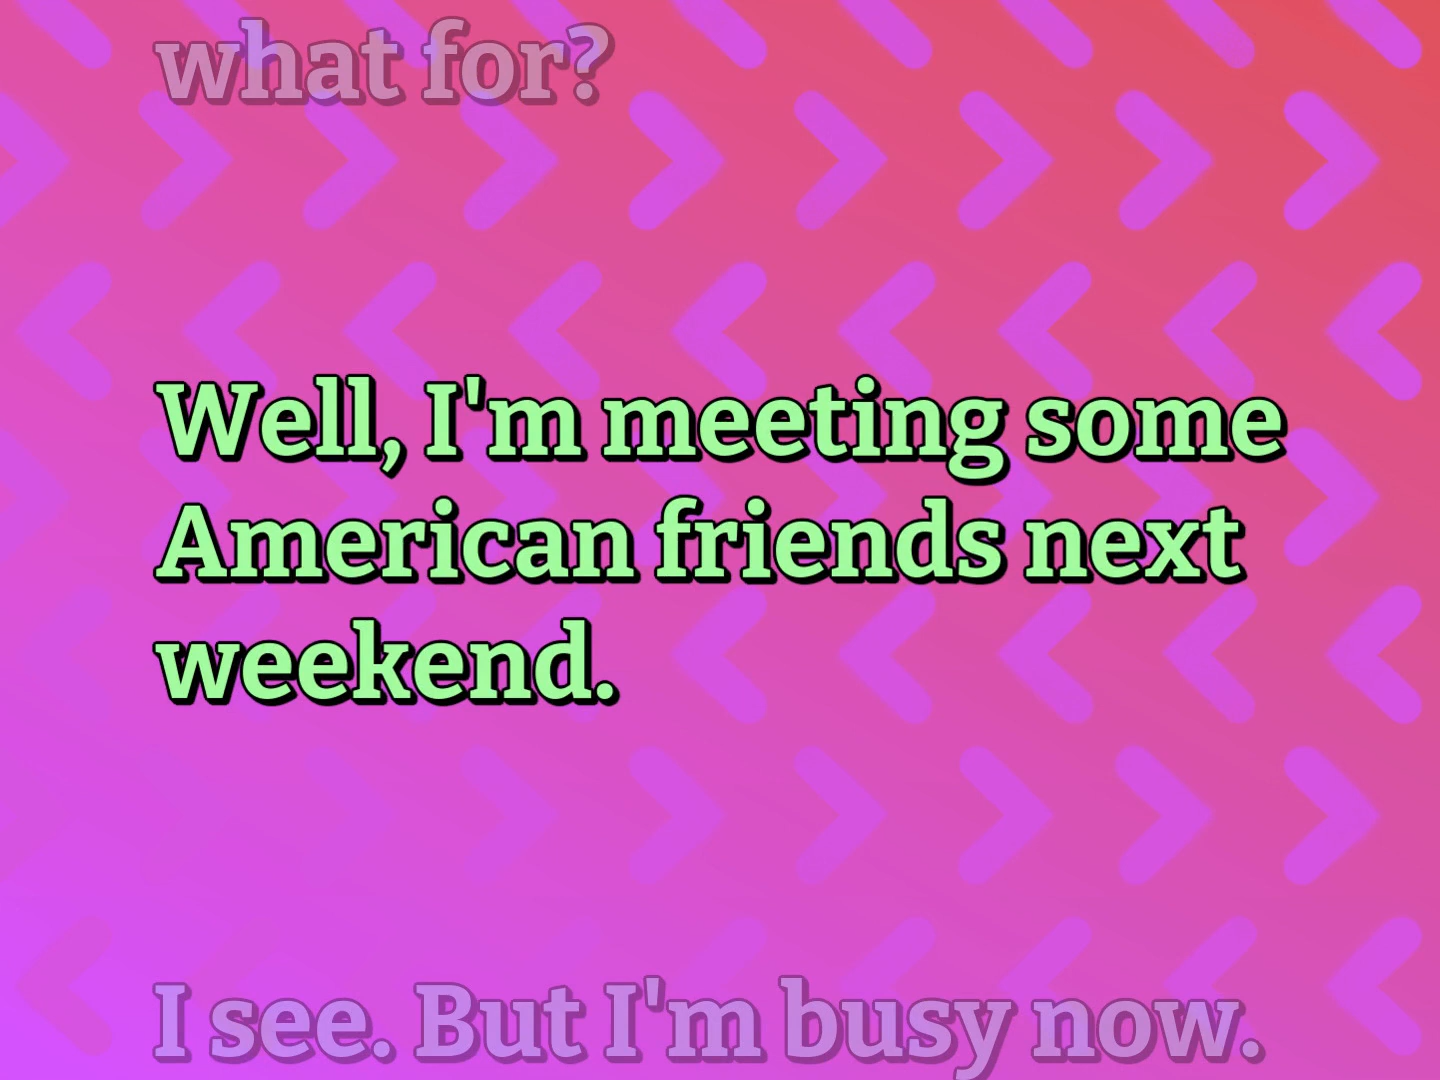 what for?
Well, I'm meeting some
American friends next
weekend.
I see. But I'm busy now.